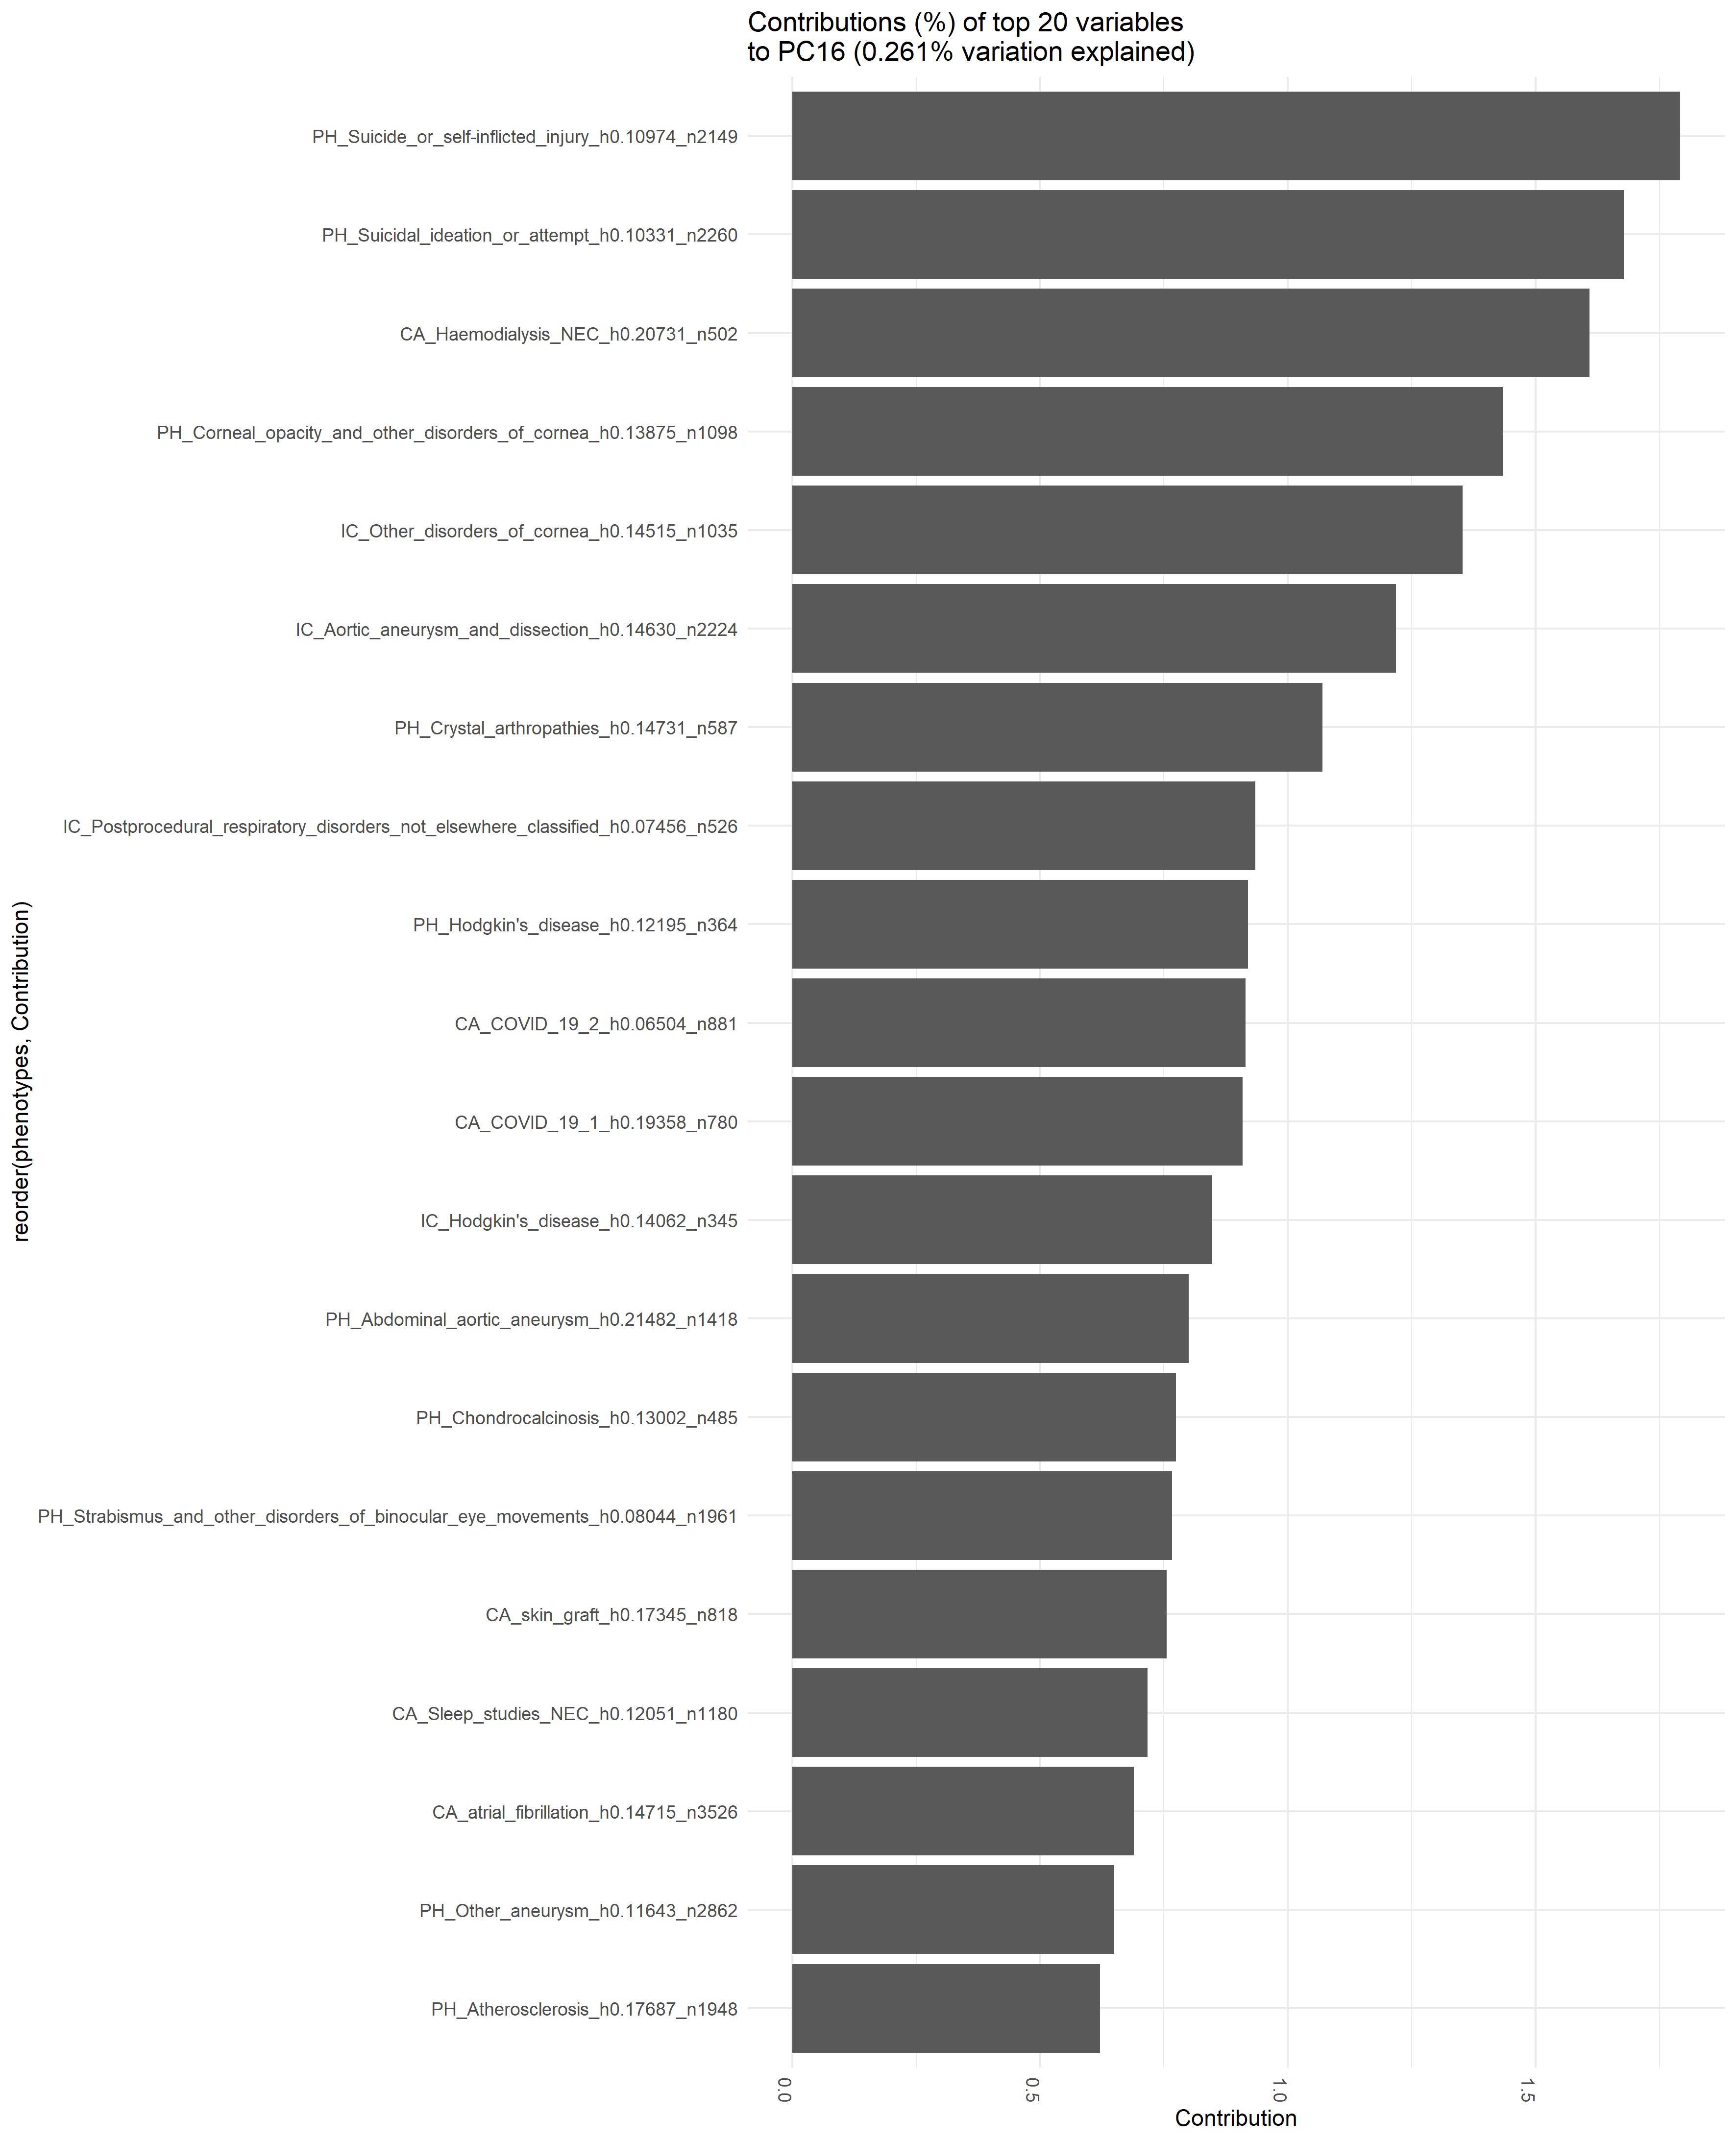 Contributions (%) of top 20 variables
to PC16 (0.261% variation explained)
PH_Suicide_or_self-inflicted_injury_h0.10974_n2149
PH_Suicidal_ideation_or_attempt_h0.10331_n2260
CA_Haemodialysis_NEC_h0.20731_n502
PH_Corneal_opacity_and_other_disorders_of_cornea_h0.13875_n1098
IC_Other_disorders_of_cornea_h0.14515_n1035
IC_Aortic_aneurysm_and_dissection_h0.14630_n2224
PH_Crystal_arthropathies_h0.14731_n587
IC_Postprocedural_respiratory_disorders_not_elsewhere_classified_h0.07456_n526
PH_Hodgkin's_disease_h0.12195_n364
CA_COVID_19_2_h0.06504_n881
CA_COVID_19_1_h0.19358_n780
IC_Hodgkin's_disease_h0.14062_n345
PH_Abdominal_aortic_aneurysm_h0.21482_n1418
PH_Chondrocalcinosis_h0.13002_n485
PH_Strabismus_and_other_disorders_of_binocular_eye_movements_h0.08044_n1961
CA_skin_graft_h0.17345_n818
CA_Sleep_studies_NEC_h0.12051_n1180
CA_atrial_fibrillation_h0.14715_n3526
PH_Other_aneurysm_h0.11643_n2862
PH_Atherosclerosis_h0.17687_n1948
reorder(phenotypes, Contribution)
0.0
0.5
1.0
1.5
Contribution